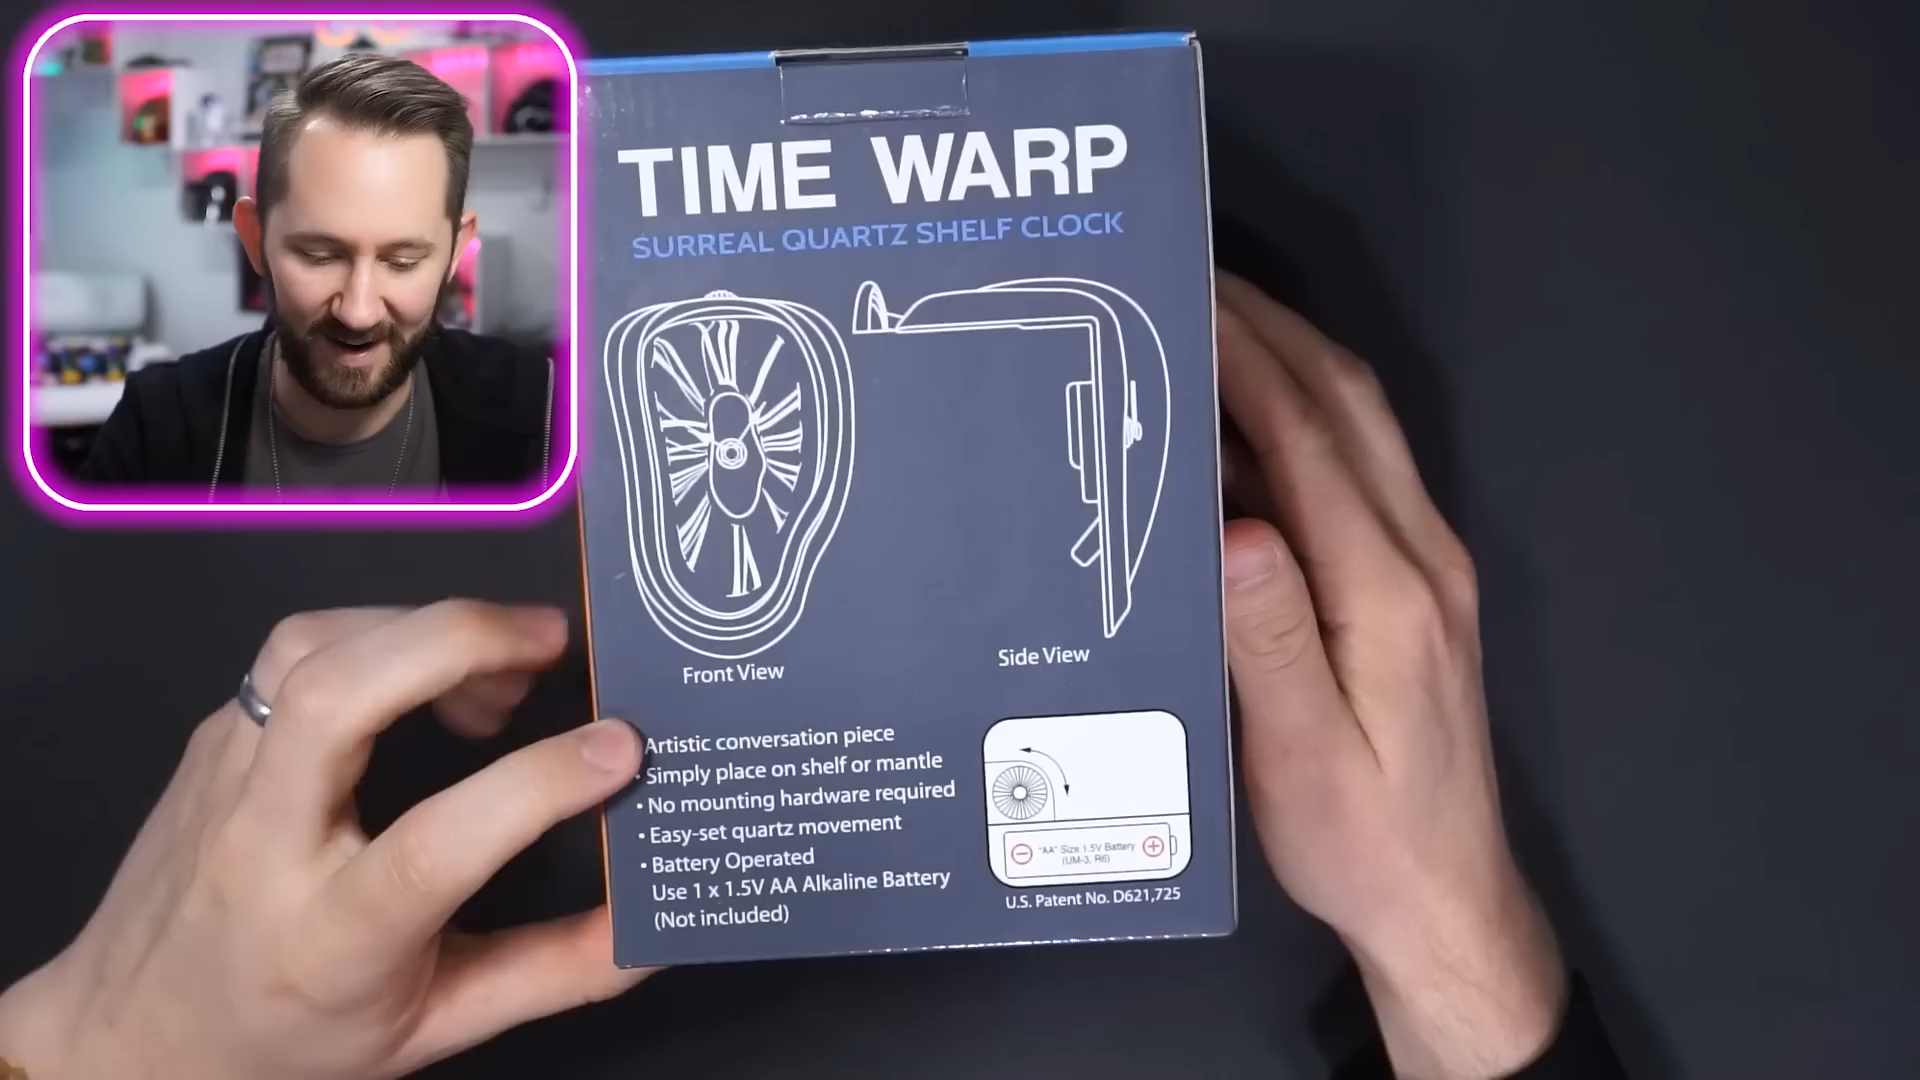 TIME WARP
SURREAL QUARTZ SHELF CLOCK
Front View
Side View
Artistic conversation piece
• Simply place on shelf or mantle
• No mounting hardware required
• Easy-set quartz movement
• Battery Operated
Use 1 x 1.5V AA Alkaline Battery
(Not included)
"AA" Size 1.5V Battery
(UM-3, R6)
U.S. Patent No. D621,725